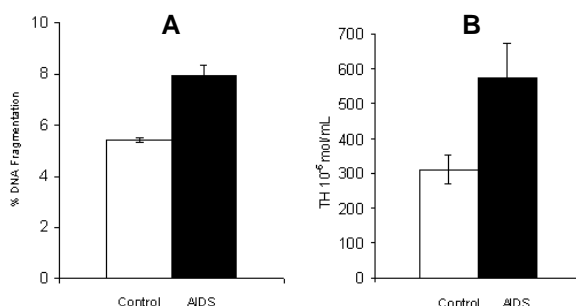 A
% DNA Fragmentation
10
8
6
4
2
0
Control AIDS
B
TH 10⁻⁶ mol/mL
700
600
500
400
300
200
100
0
Control AIDS